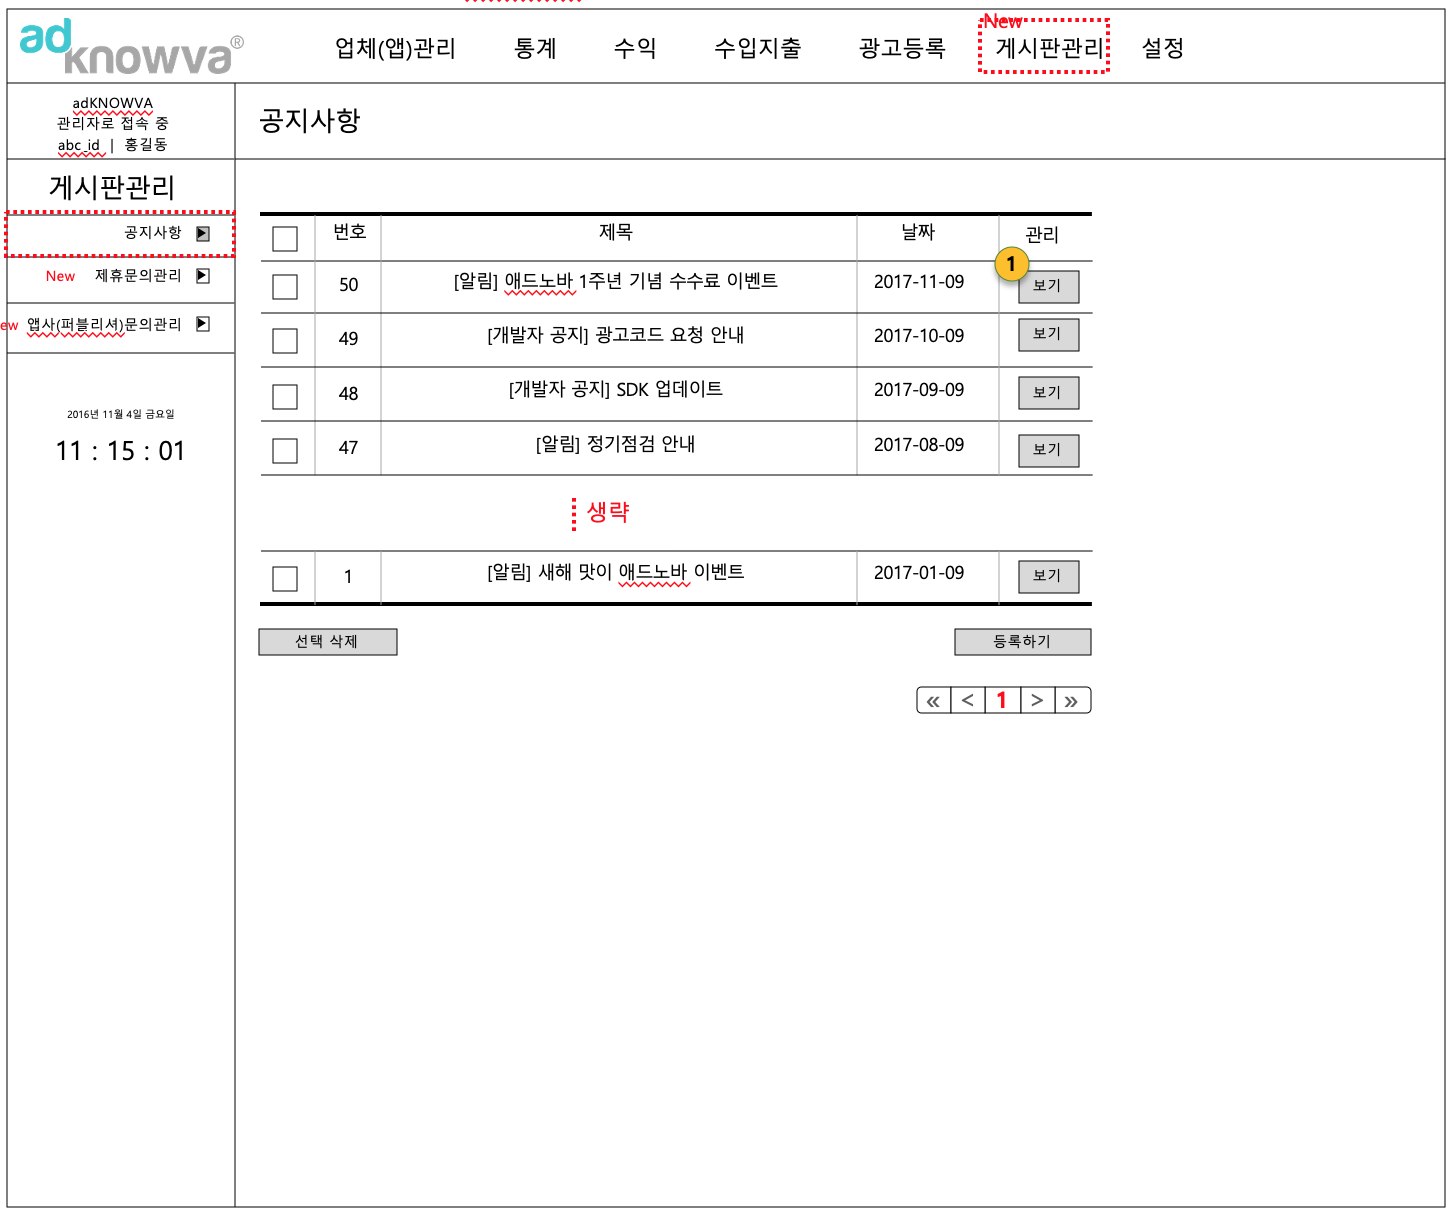 New
adknowva®
업체(앱)관리 통계 수익 수입지출 광고등록 게시판관리 설정
adKNOWVA
관리자로 접속 중
abc_id | 홍길동
공지사항
게시판관리
공지사항
New 제휴문의관리
ew 앱사(퍼블리셔)문의관리
2016년 11월 4일 금요일
11 : 15 : 01
번호 제목 날짜 관리
1
50 [알림] 애드노바 1주년 기념 수수료 이벤트 2017-11-09 보기
49 [개발자 공지] 광고코드 요청 안내 2017-10-09 보기
48 [개발자 공지] SDK 업데이트 2017-09-09 보기
47 [알림] 정기점검 안내 2017-08-09 보기
생략
1 [알림] 새해 맞이 애드노바 이벤트 2017-01-09 보기
선택 삭제 등록하기
« < 1 > »